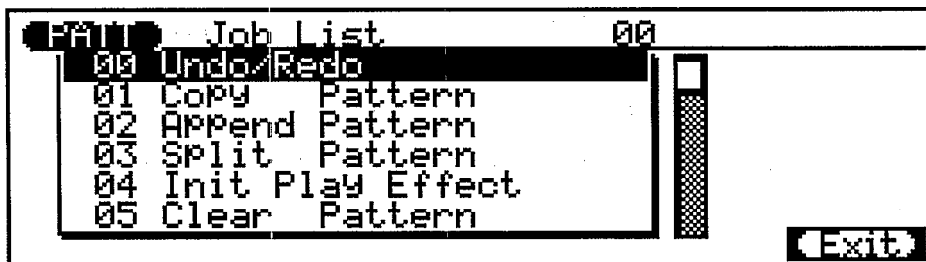 PATT Job List 00
00 Undo/Redo
01 Copy Pattern
02 Append Pattern
03 Split Pattern
04 Init Play Effect
05 Clear Pattern
Exit